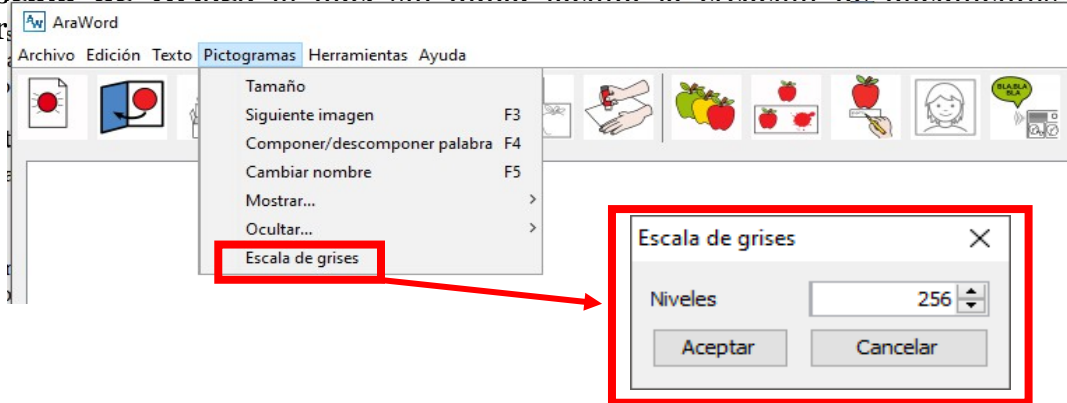 AraWord
Archivo Edición Texto Pictogramas Herramientas Ayuda
BLABLA
BLA
Tamaño
Siguiente imagen F3
Componer/descomponer palabra F4
Cambiar nombre F5
Mostrar... >
Ocultar... >
Escala de grises
Escala de grises
Niveles 256
Aceptar Cancelar